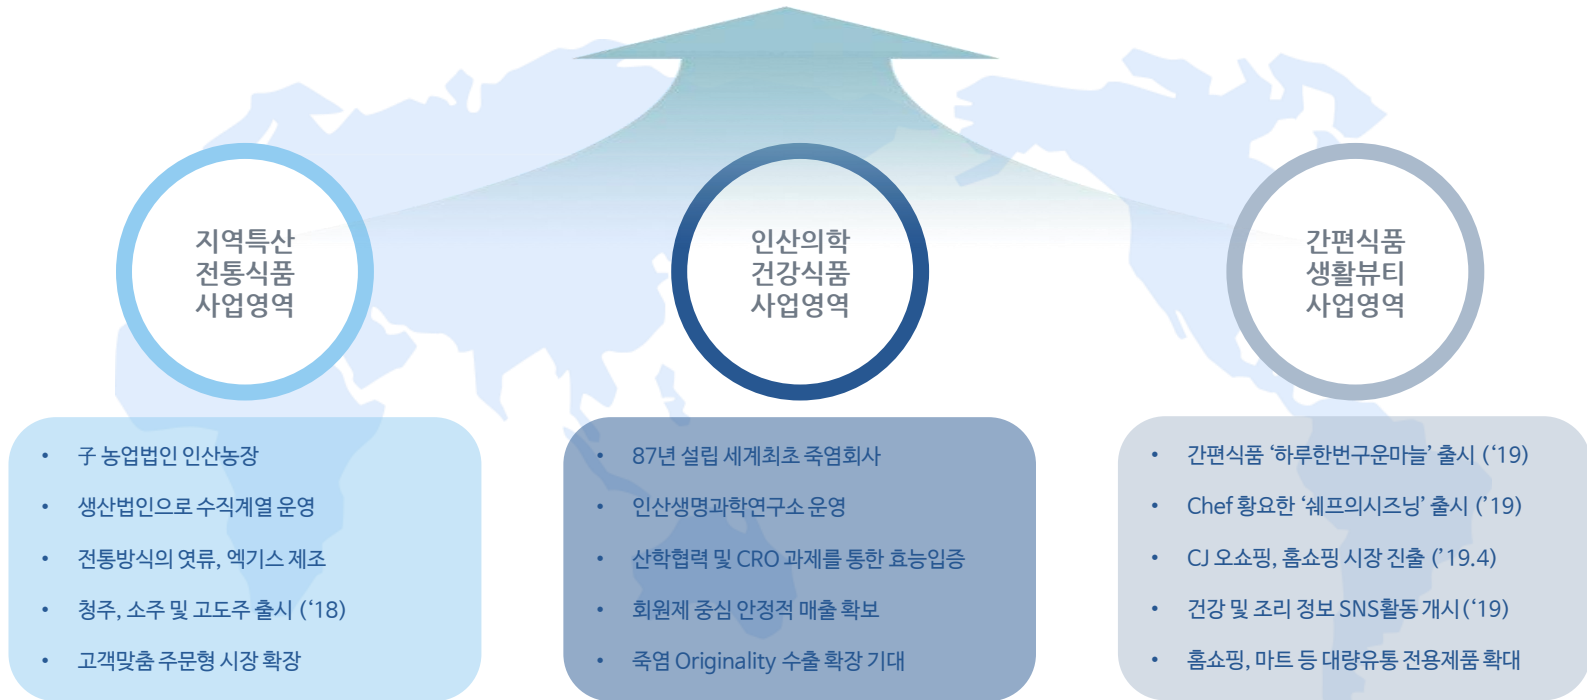 지역특산
전통식품
사업영역
인산의학
건강식품
사업영역
간편식품
생활뷰티
사업영역
• 子 농업법인 인산농장
• 생산법인으로 수직계열 운영
• 전통방식의 엿류, 엑기스 제조
• 청주, 소주 및 고도주 출시 (‘18)
• 고객맞춤 주문형 시장 확장
• 87년 설립 세계최초 죽염회사
• 인산생명과학연구소 운영
• 산학협력 및 CRO 과제를 통한 효능입증
• 회원제 중심 안정적 매출 확보
• 죽염 Originality 수출 확장 기대
• 간편식품 ‘하루한번구운마늘’ 출시 (‘19)
• Chef 황요한 ‘쉐프의시즈닝’ 출시 (’19)
• CJ 오쇼핑, 홈쇼핑 시장 진출 (’19.4)
• 건강 및 조리 정보 SNS활동 개시(‘19)
• 홈쇼핑, 마트 등 대량유통 전용제품 확대